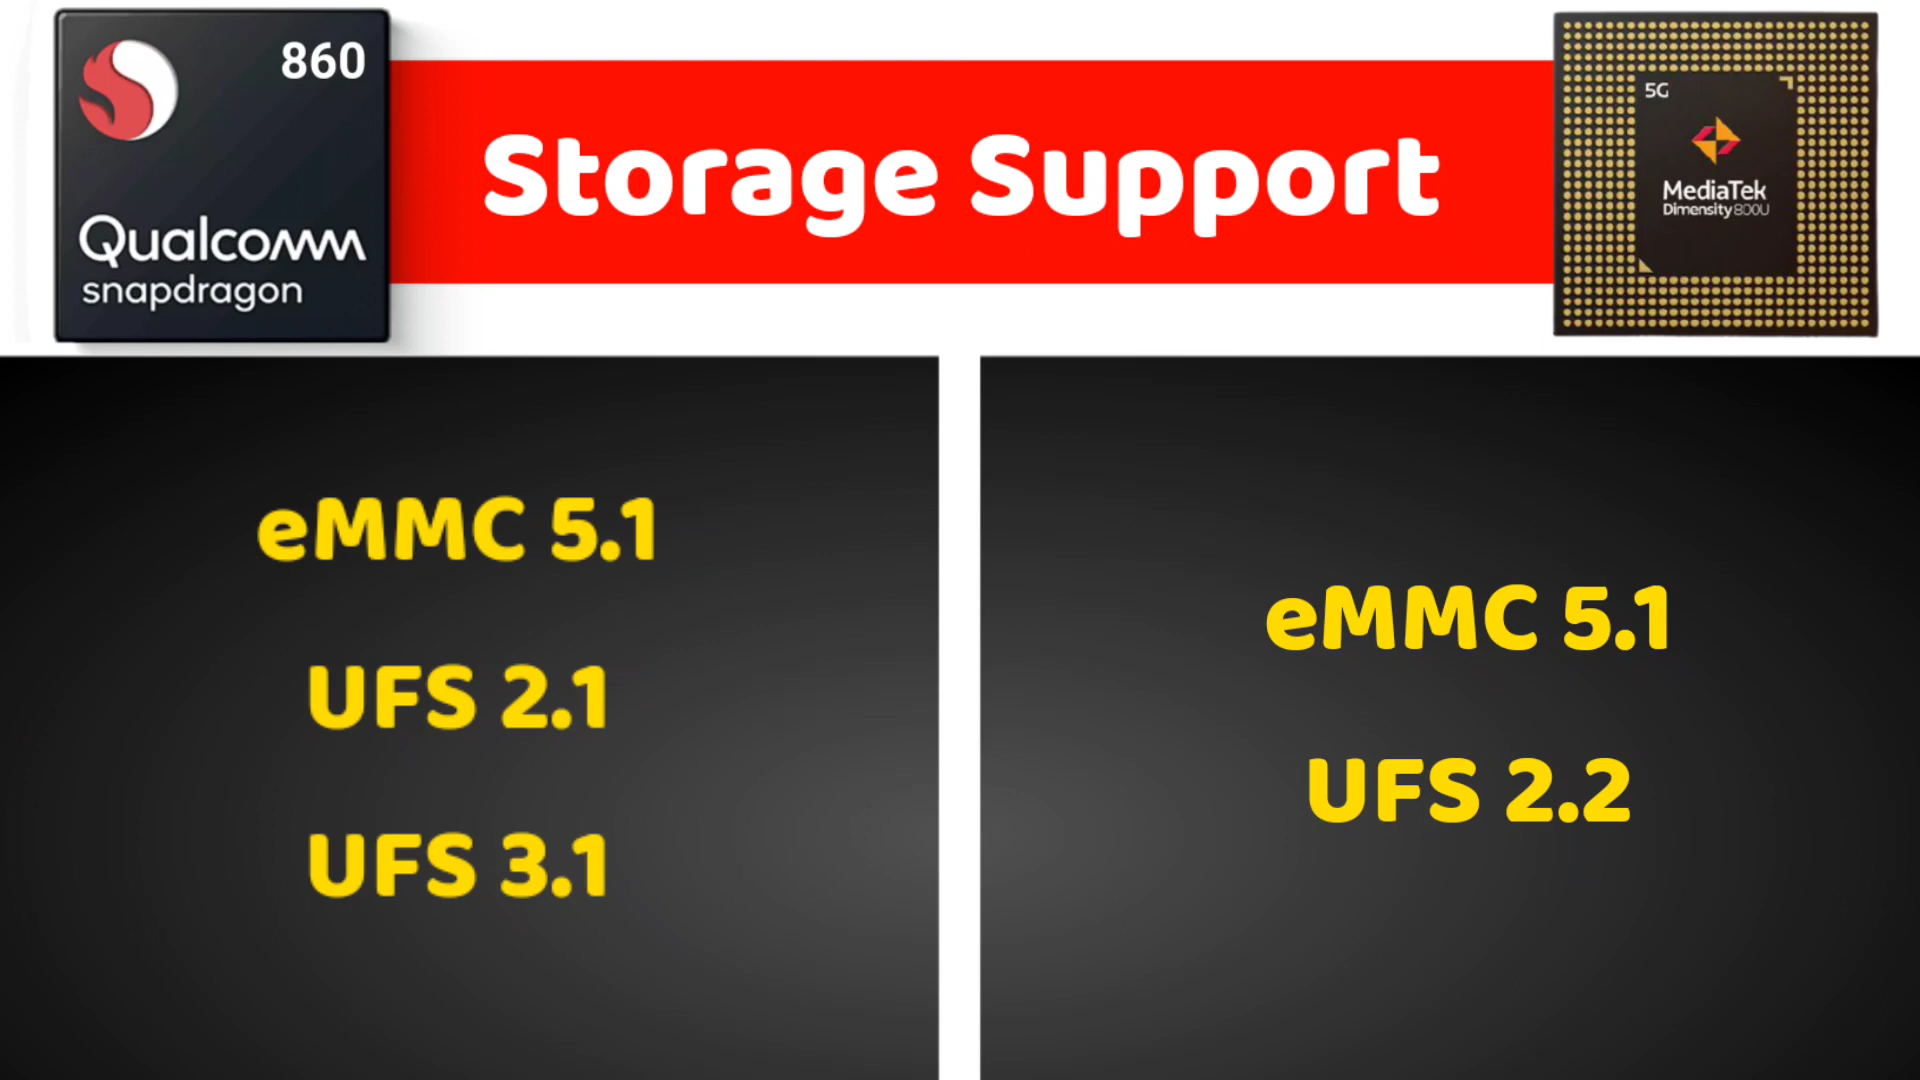 860
Qualcomm
snapdragon
Storage Support
5G
MediaTek
Dimensity 800U
eMMC 5.1
UFS 2.1
UFS 3.1
eMMC 5.1
UFS 2.2